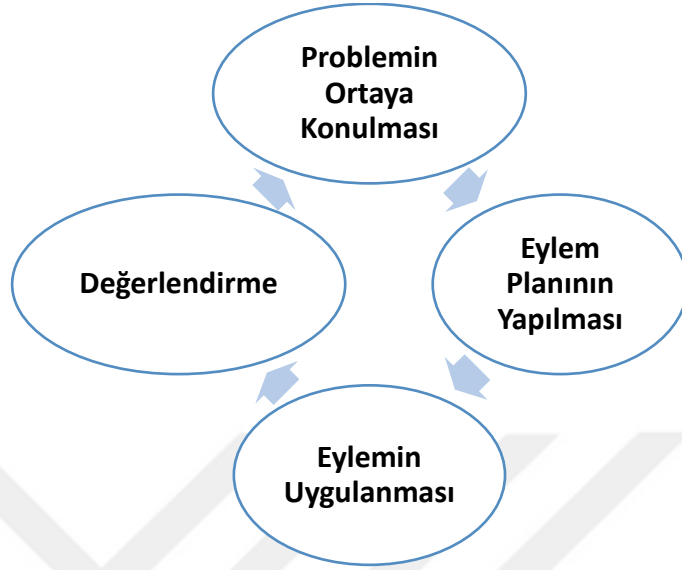 Problemin
Ortaya
Konulması
Eylem
Planının
Yapılması
Eylemin
Uygulanması
Değerlendirme